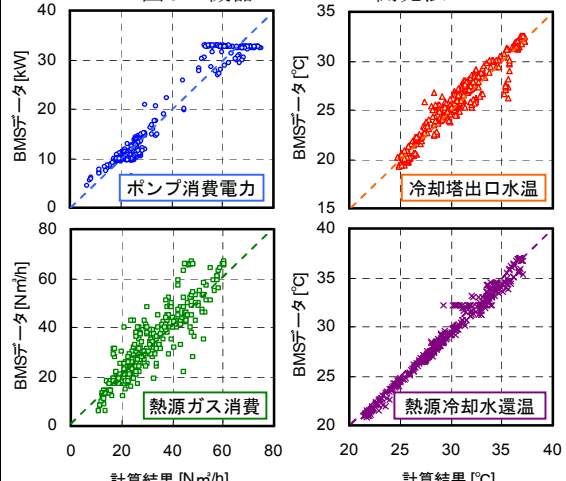 40
30
20
10
0
BMSデータ[kW]
ポンプ消費電力
35
30
25
20
15
BMSデータ[℃]
冷却塔出口水温
80
60
40
20
0
BMSデータ[Nm³/h]
熱源ガス消費
0 20 40 60 80
計算結果 [Nm³/h]
40
35
30
25
20
BMSデータ[℃]
熱源冷却水還温
20 25 30 35 40
計算結果 [℃]